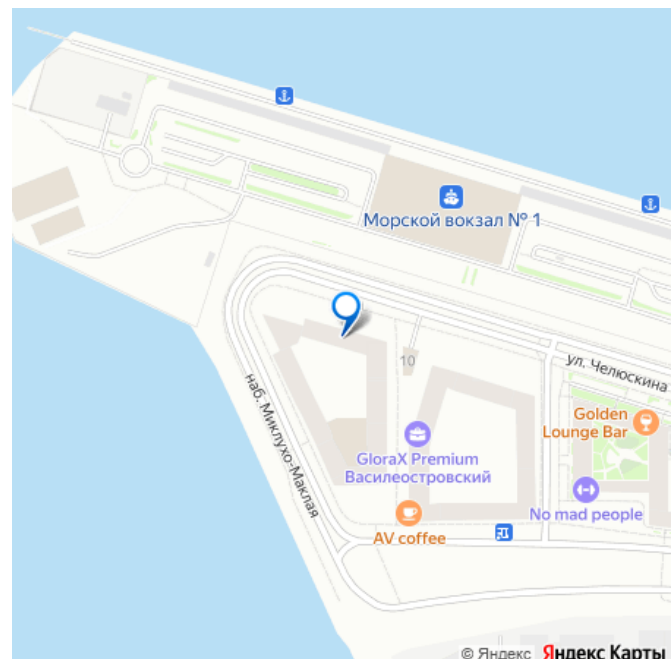 Морской вокзал № 1
ул. Челюскина
10
наб. Миклухо-Маклая
Golden
Lounge Bar
GloraX Premium
Василеостровский
No mad people
AV coffee
© Яндекс Яндекс Карты